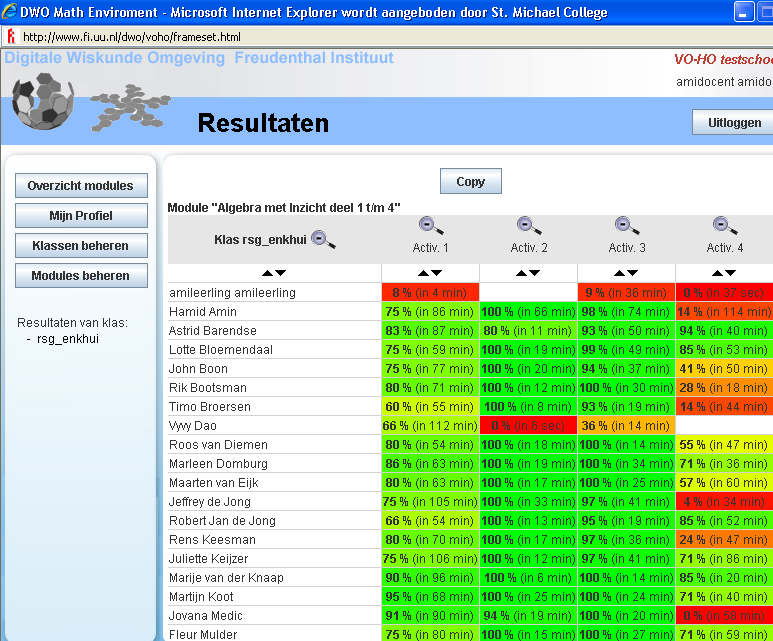 DWO Math Enviroment - Microsoft Internet Explorer wordt aangeboden door St. Michael College
http://www.fi.uu.nl/dwo/voho/frameset.html
Digitale Wiskunde Omgeving Freudenthal Instituut
VO-HO testschoo
amidocent amido
Resultaten
Uitloggen
Overzicht modules
Mijn Profiel
Klassen beheren
Modules beheren
Resultaten van klas:
- rsg_enkhui
Copy
Module "Algebra met Inzicht deel 1 t/m 4"
Klas rsg_enkhui Activ. 1 Activ. 2 Activ. 3 Activ. 4
amileerling amileerling 8 % (in 4 min) 9 % (in 36 min) 0 % (in 37 sec)
Hamid Amin 75 % (in 86 min) 100 % (in 66 min) 98 % (in 74 min) 14 % (in 114 min)
Astrid Barendse 83 % (in 87 min) 80 % (in 11 min) 93 % (in 50 min) 94 % (in 40 min)
Lotte Bloemendaal 75 % (in 59 min) 100 % (in 19 min) 99 % (in 49 min) 85 % (in 53 min)
John Boon 75 % (in 77 min) 100 % (in 20 min) 94 % (in 37 min) 41 % (in 50 min)
Rik Bootsman 80 % (in 71 min) 100 % (in 12 min) 100 % (in 30 min) 28 % (in 18 min)
Timo Broersen 60 % (in 55 min) 100 % (in 8 min) 93 % (in 19 min) 14 % (in 44 min)
Vyvy Dao 66 % (in 112 min) 0 % (in 6 sec) 36 % (in 14 min)
Roos van Diemen 80 % (in 54 min) 100 % (in 18 min) 100 % (in 14 min) 55 % (in 47 min)
Marleen Domburg 86 % (in 63 min) 100 % (in 19 min) 100 % (in 34 min) 71 % (in 36 min)
Maarten van Eijk 80 % (in 63 min) 100 % (in 17 min) 100 % (in 25 min) 57 % (in 60 min)
Jeffrey de Jong 75 % (in 105 min) 100 % (in 33 min) 97 % (in 41 min) 4 % (in 34 min)
Robert Jan de Jong 66 % (in 54 min) 100 % (in 13 min) 95 % (in 19 min) 85 % (in 52 min)
Rens Keesman 80 % (in 70 min) 100 % (in 17 min) 97 % (in 36 min) 24 % (in 47 min)
Juliette Keijzer 75 % (in 106 min) 100 % (in 12 min) 97 % (in 41 min) 71 % (in 86 min)
Marije van der Knaap 90 % (in 96 min) 100 % (in 6 min) 100 % (in 14 min) 85 % (in 20 min)
Martijn Koot 95 % (in 68 min) 100 % (in 25 min) 100 % (in 24 min) 71 % (in 40 min)
Jovana Medic 91 % (in 90 min) 94 % (in 19 min) 100 % (in 20 min) 0 % (in 58 min)
Fleur Mulder 75 % (in 80 min) 100 % (in 15 min) 100 % (in 27 min) 71 % (in 59 min)